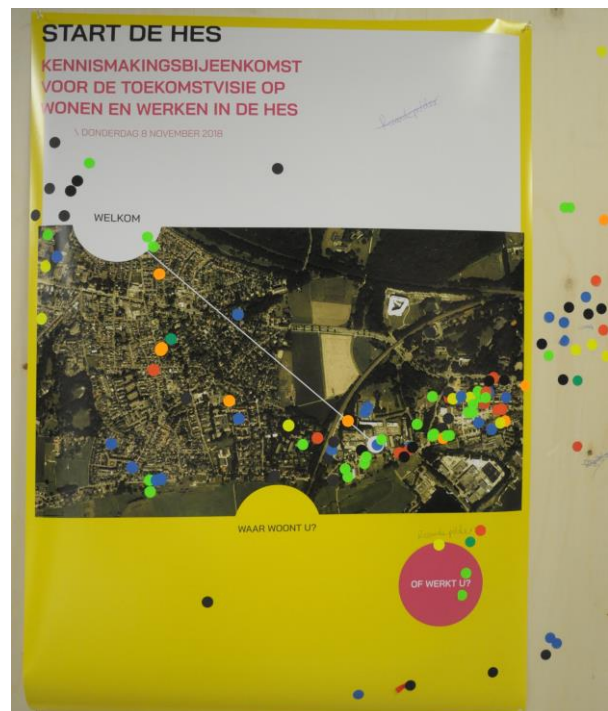 START DE HES
KENNISMAKINGSBIJEENKOMST
VOOR DE TOEKOMSTVISIE OP
WONEN EN WERKEN IN DE HES
\ DONDERDAG 8 NOVEMBER 2018
WELKOM
WAAR WOONT U?
OF WERKT U?